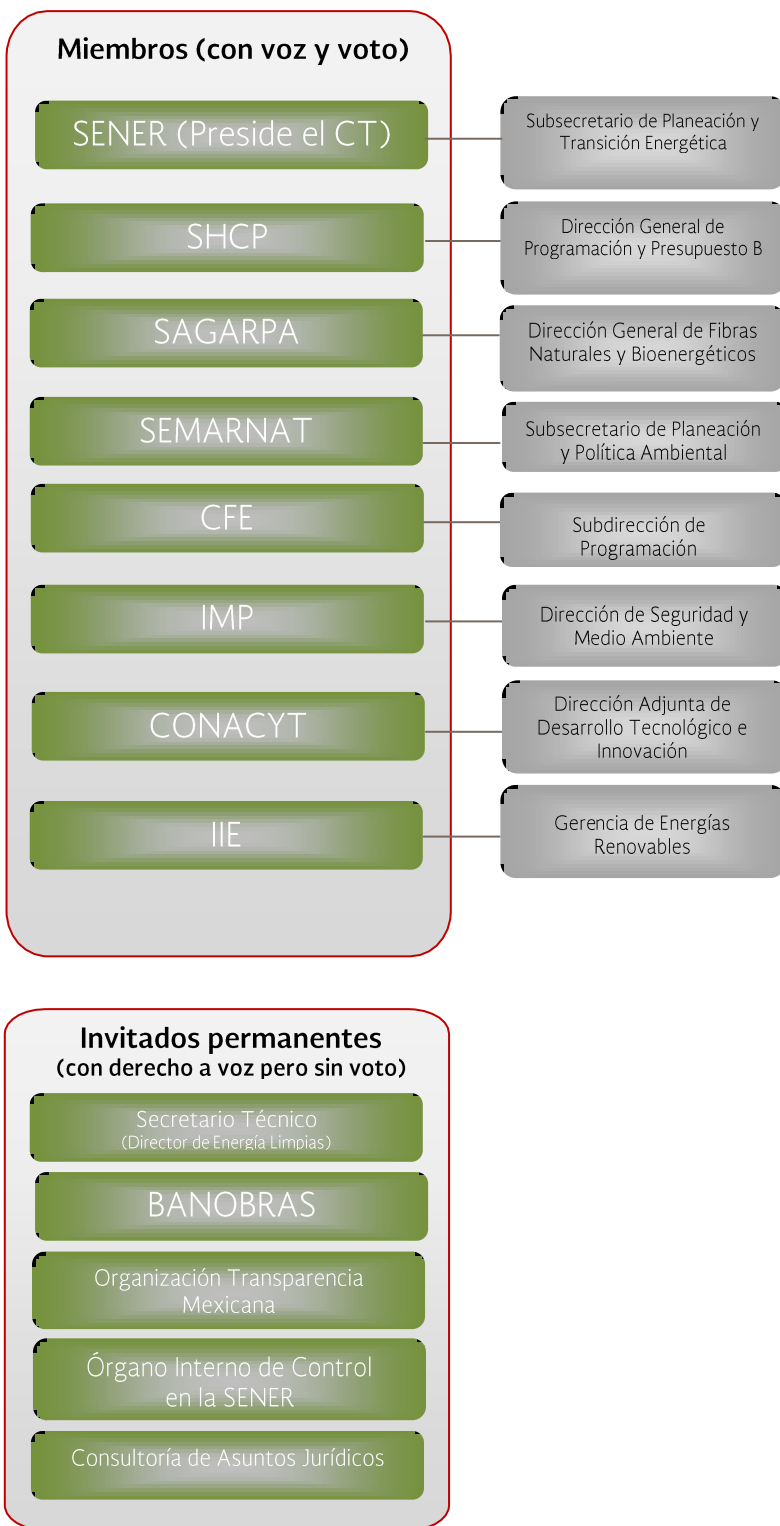 Miembros (con voz y voto)
SENER (Preside el CT)
Subsecretario de Planeación y
Transición Energética
SHCP
Dirección General de
Programación y Presupuesto B
SAGARPA
Dirección General de Fibras
Naturales y Bioenergéticos
SEMARNAT
Subsecretario de Planeación
y Política Ambiental
CFE
Subdirección de
Programación
IMP
Dirección de Seguridad y
Medio Ambiente
CONACYT
Dirección Adjunta de
Desarrollo Tecnológico e
Innovación
IIE
Gerencia de Energías
Renovables
Invitados permanentes
(con derecho a voz pero sin voto)
Secretario Técnico
(Director de Energía Limpias)
BANOBRAS
Organización Transparencia
Mexicana
Órgano Interno de Control
en la SENER
Consultoría de Asuntos Jurídicos